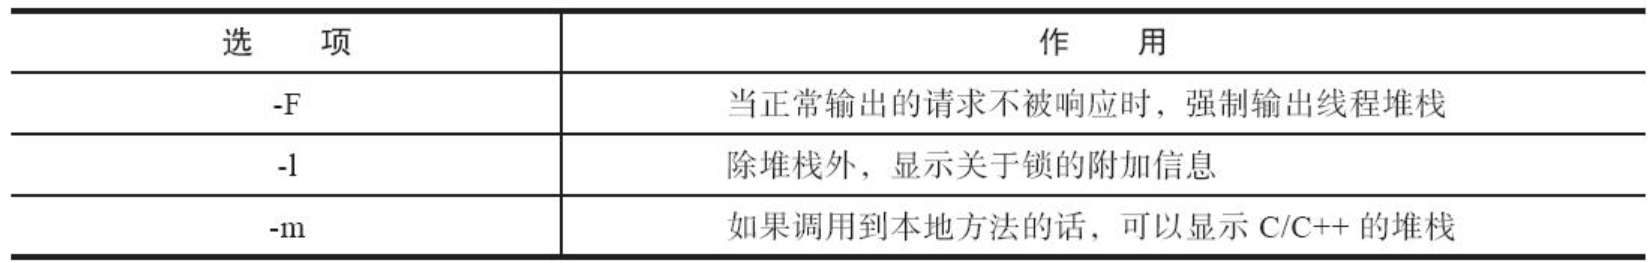 选 项 作 用
-F 当正常输出的请求不被响应时，强制输出线程堆栈
-l 除堆栈外，显示关于锁的附加信息
-m 如果调用到本地方法的话，可以显示 C/C++ 的堆栈